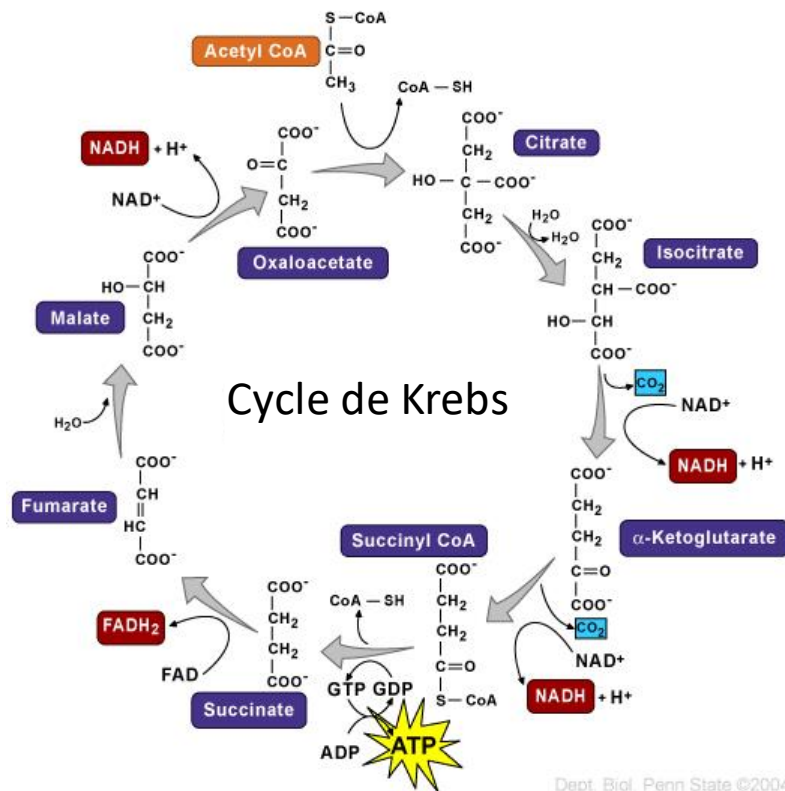 S—CoA
Acetyl CoA
C=O
CH₃
CoA—SH
COO⁻
O=C
CH₂
COO⁻
Oxaloacetate
COO⁻
CH₂
HO—C—COO⁻
CH₂
COO⁻
Citrate
H₂O
H₂O
Isocitrate
COO⁻
CH₂
CH—COO⁻
HO—CH
COO⁻
CO₂
NAD⁺
NADH + H⁺
α-Ketoglutarate
COO⁻
CH₂
CH₂
C=O
COO⁻
CO₂
NAD⁺
NADH + H⁺
Succinyl CoA
COO⁻
CH₂
CH₂
C=O
S—CoA
CoA—SH
GTP GDP
ADP
ATP
Succinate
COO⁻
CH₂
CH₂
COO⁻
FADH₂
FAD
Fumarate
COO⁻
CH
HC
COO⁻
H₂O
Malate
COO⁻
HO—CH
CH₂
COO⁻
NAD⁺
NADH + H⁺
Cycle de Krebs
Dept. Biol. Penn State ©2004